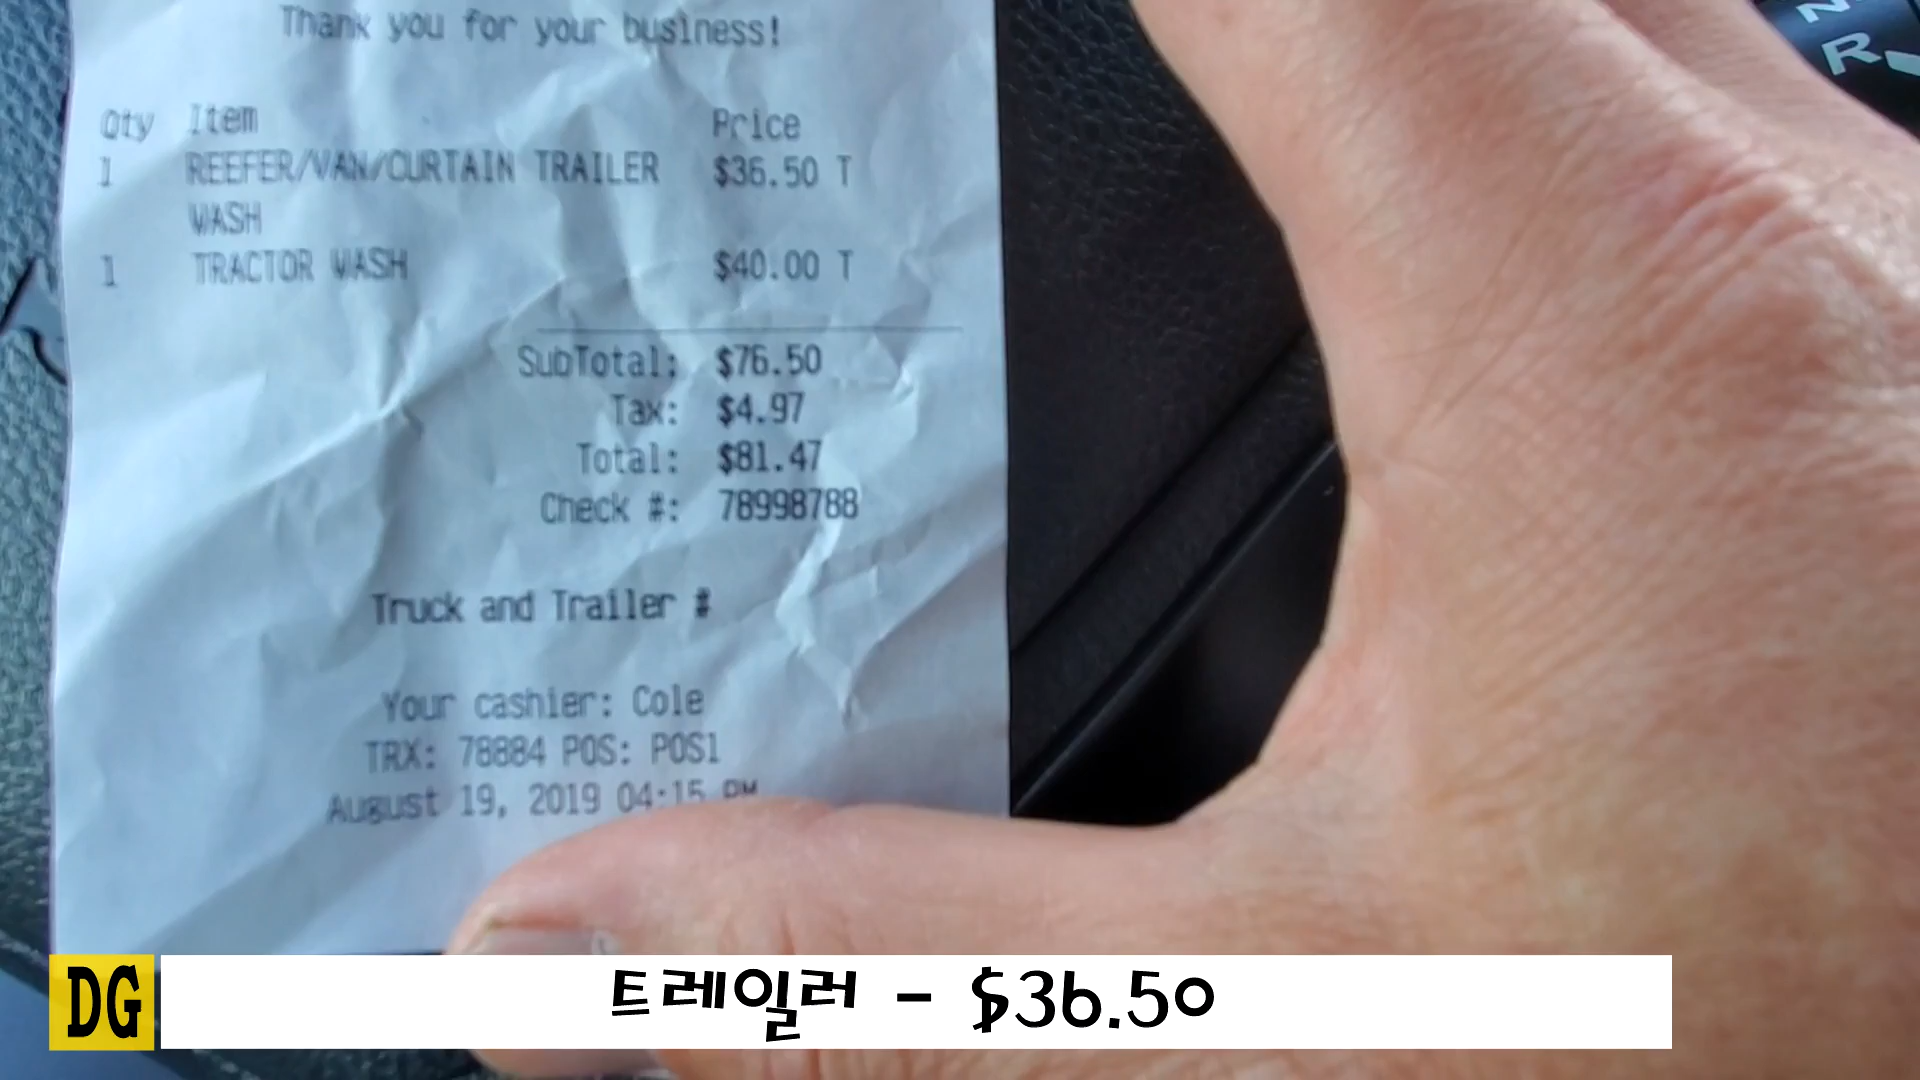 Thank you for your business!
Qty Item Price
1 REEFER/VAN/CURTAIN TRAILER $36.50 T
WASH
1 TRACTOR WASH $40.00 T
SubTotal: $76.50
Tax: $4.97
Total: $81.47
Check #: 78998788
Truck and Trailer #
Your cashier: Cole
TRX: 78884 POS: POS1
August 19, 2019 04:15 PM
N
R
DG 트레일러 - $36.50